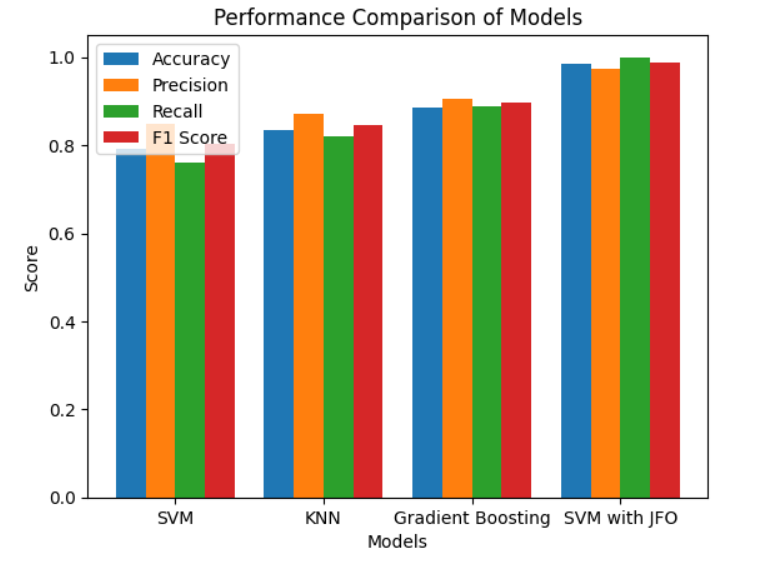 Performance Comparison of Models
Accuracy
Precision
Recall
F1 Score
Score
1.0
0.8
0.6
0.4
0.2
0.0
SVM KNN Gradient Boosting SVM with JFO
Models